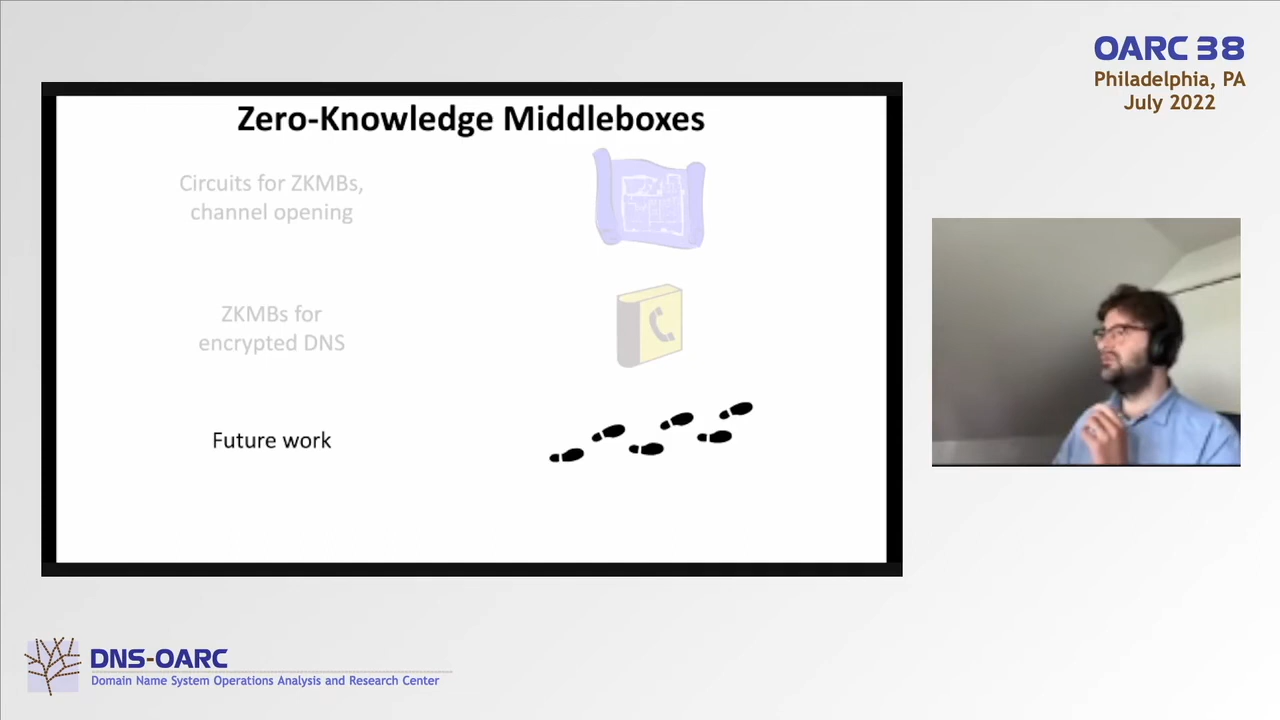 OARC 38
Philadelphia, PA
July 2022
Zero-Knowledge Middleboxes
Circuits for ZKMBs,
channel opening
ZKMBs for
encrypted DNS
Future work
DNS-OARC
Domain Name System Operations Analysis and Research Center